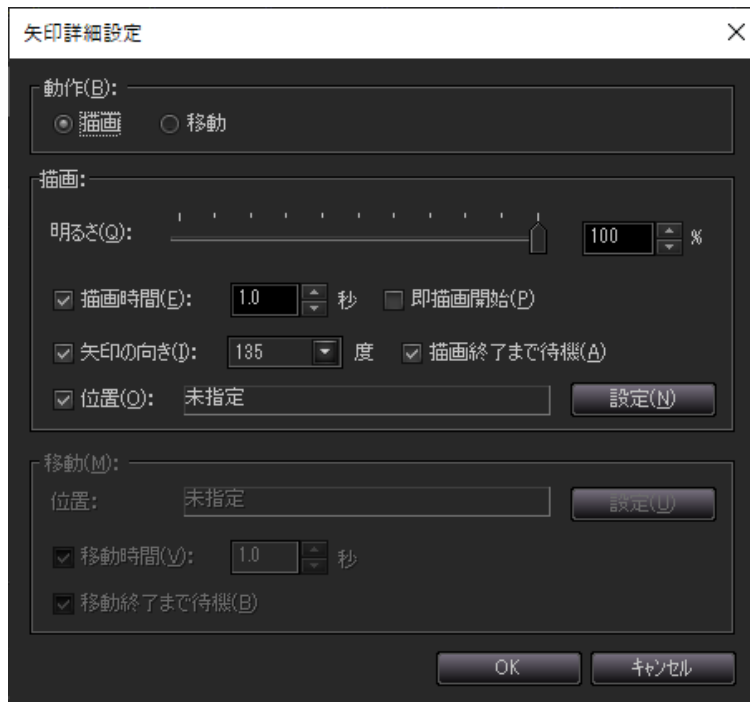 矢印詳細設定
動作(B):
描画 移動
描画:
明るさ(Q): 100 %
描画時間(E): 1.0 秒 即描画開始(P)
矢印の向き(I): 135 度 描画終了まで待機(A)
位置(O): 未指定 設定(N)
移動(M):
位置: 未指定 設定(U)
移動時間(V): 1.0 秒
移動終了まで待機(B)
OK キャンセル